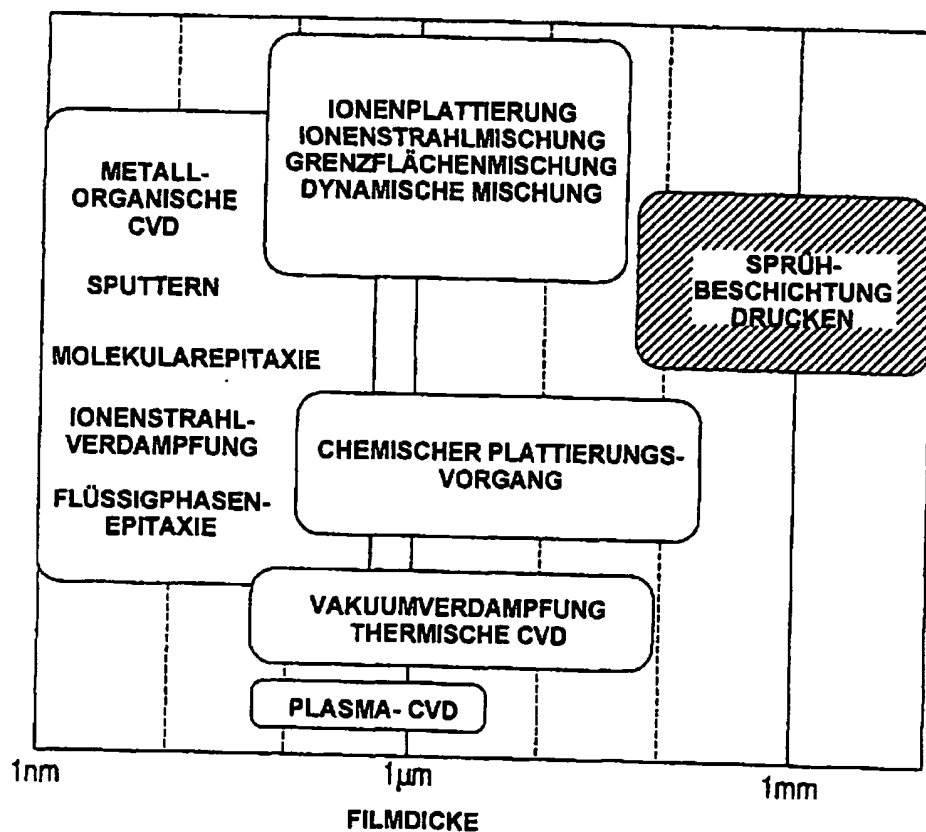 IONENPLATTIERUNG
IONENSTRAHLMISCHUNG
GRENZFLÄCHENMISCHUNG
DYNAMISCHE MISCHUNG
METALL-
ORGANISCHE
CVD
SPUTTERN
MOLEKULAREPITAXIE
IONENSTRAHL-
VERDAMPFUNG
FLÜSSIGPHASEN-
EPITAXIE
SPRÜH-
BESCHICHTUNG
DRUCKEN
CHEMISCHER PLATTIERUNGS-
VORGANG
VAKUUMVERDAMPFUNG
THERMISCHE CVD
PLASMA- CVD
1nm
1µm
1mm
FILMDICKE